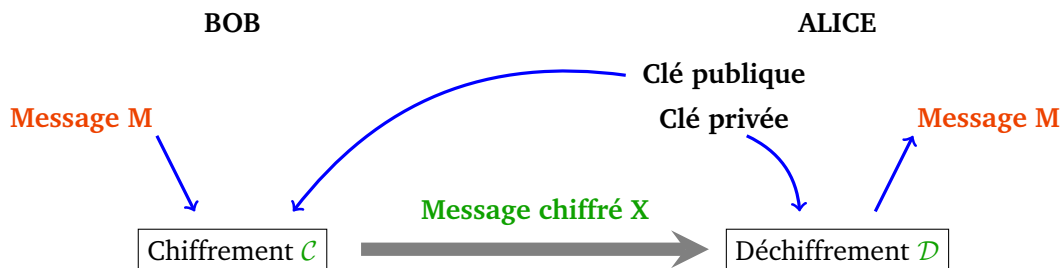 BOB
ALICE
Clé publique
Message M
Clé privée
Message M
Message chiffré X
Chiffrement 𝒞
Déchiffrement 𝒟